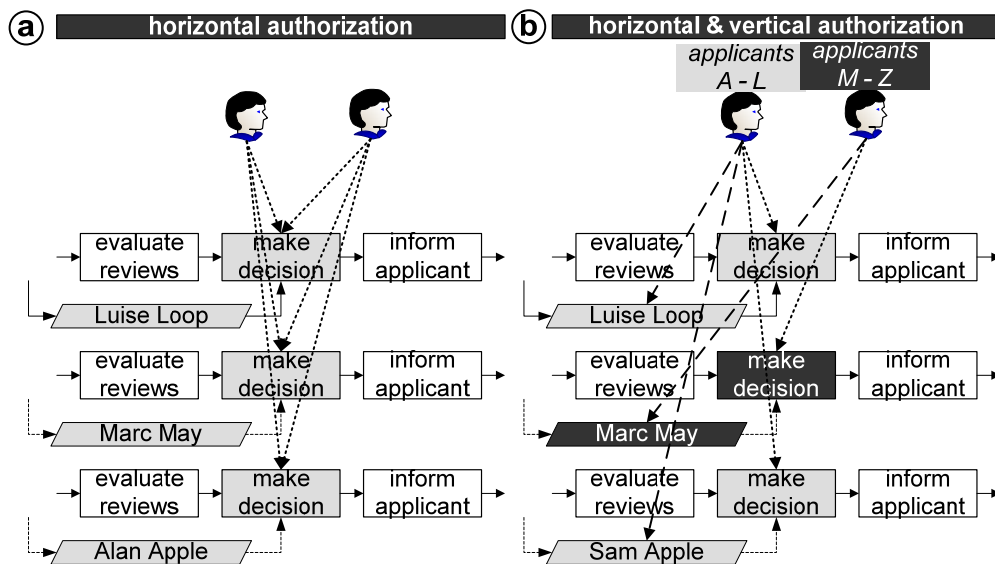 a horizontal authorization
evaluate reviews
make decision
inform applicant
Luise Loop
evaluate reviews
make decision
inform applicant
Marc May
evaluate reviews
make decision
inform applicant
Alan Apple
b horizontal & vertical authorization
applicants
A - L
applicants
M - Z
evaluate reviews
make decision
inform applicant
Luise Loop
evaluate reviews
make decision
inform applicant
Marc May
evaluate reviews
make decision
inform applicant
Sam Apple